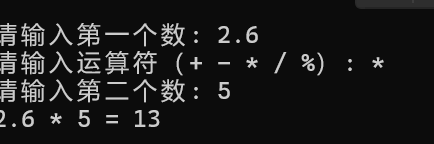 请输入第一个数: 2.6
请输入运算符 (+ - * / %) : *
请输入第二个数: 5
2.6 * 5 = 13